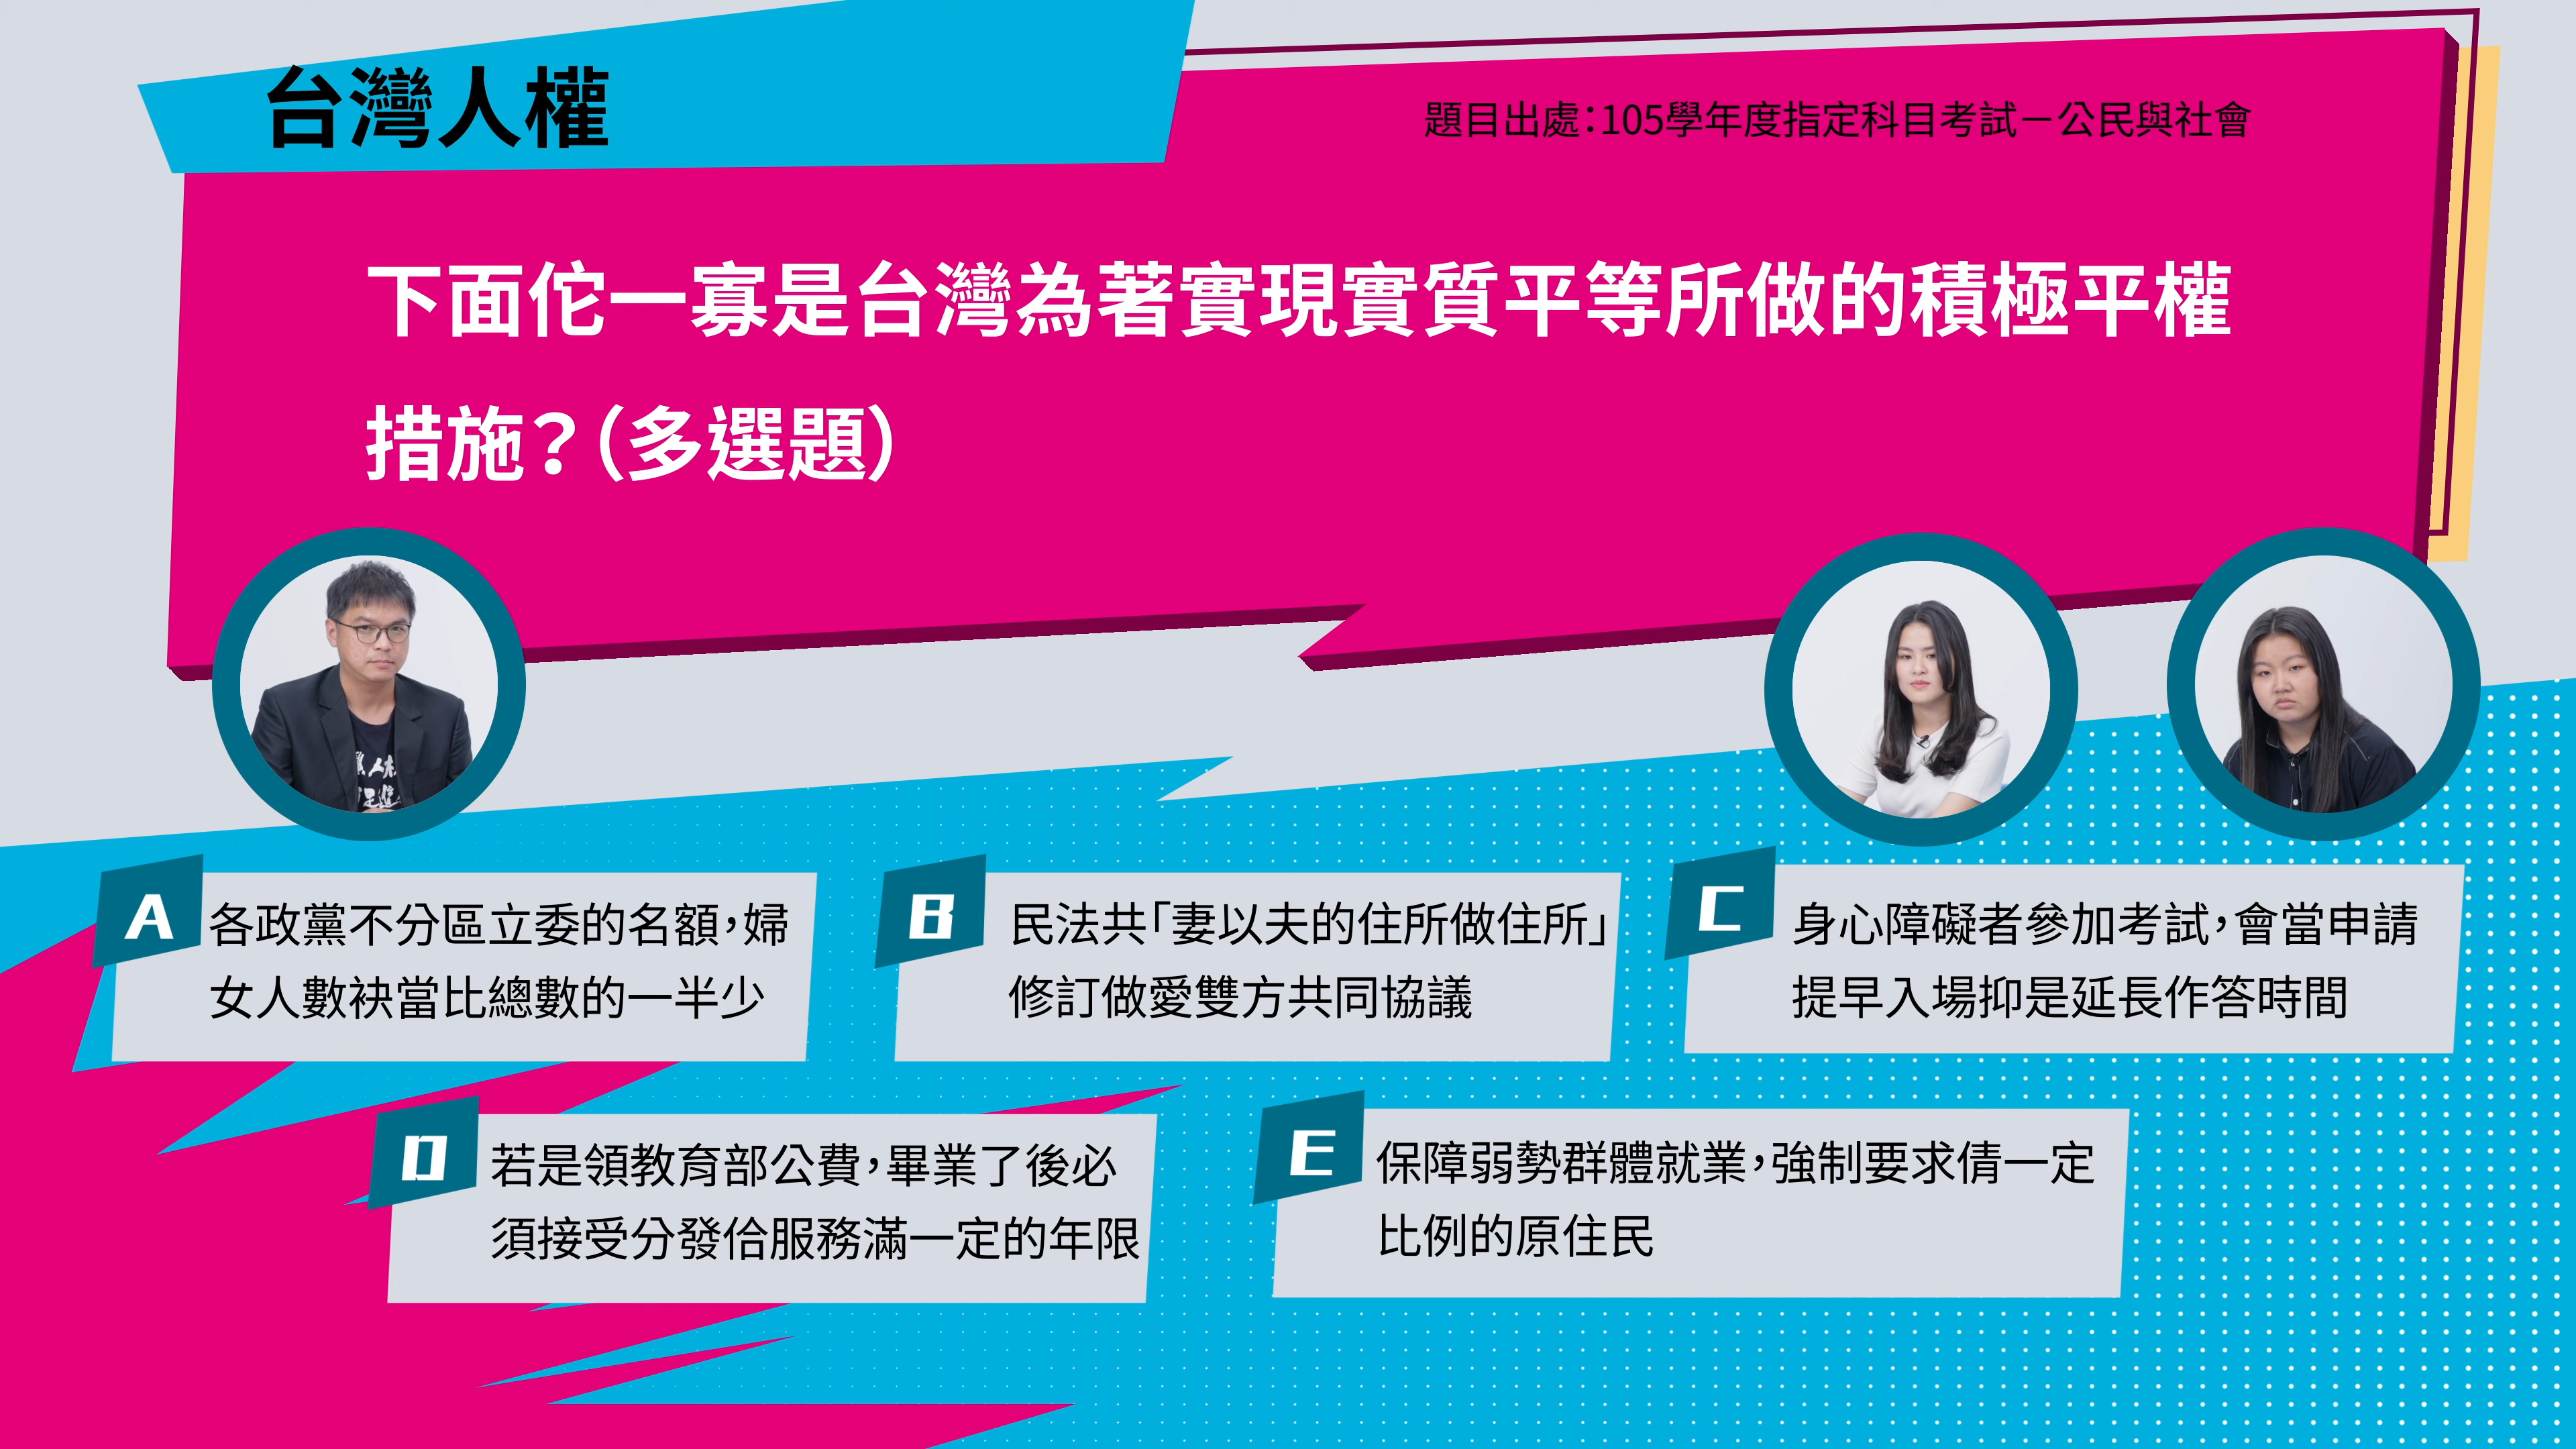 台灣人權
題目出處：105學年度指定科目考試－公民與社會
下面佗一寡是台灣為著實現實質平等所做的積極平權
措施？（多選題）
A
各政黨不分區立委的名額，婦
女人數袂當比總數的一半少
B
民法共「妻以夫的住所做住所」
修訂做愛雙方共同協議
C
身心障礙者參加考試，會當申請
提早入場抑是延長作答時間
D
若是領教育部公費，畢業了後必
須接受分發佮服務滿一定的年限
E
保障弱勢群體就業，強制要求倩一定
比例的原住民